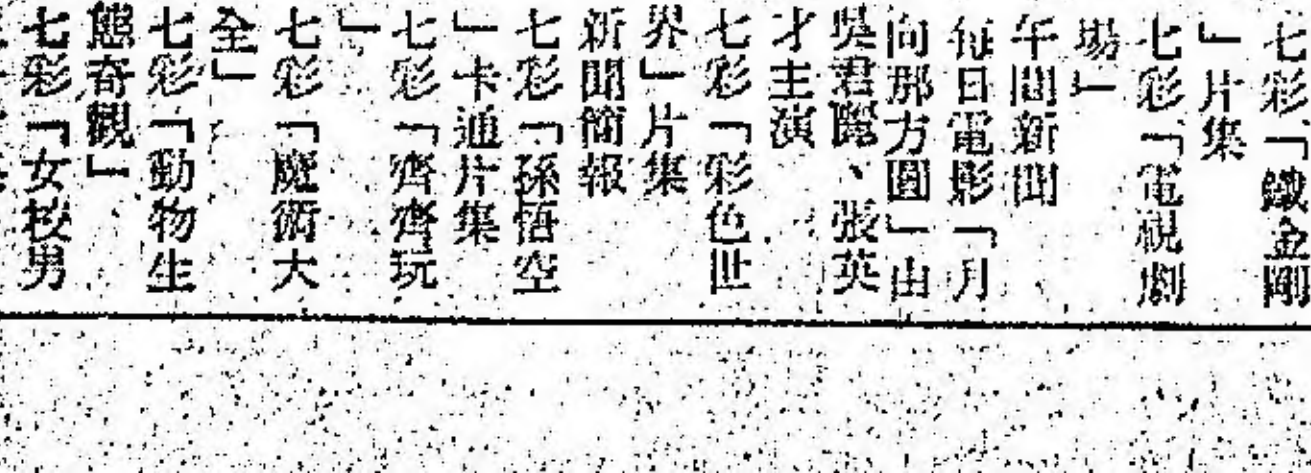 七彩「鐵金剛
」片集
七彩「電視劇
場」
午間新聞
每日電影「月
向那方圓」由
吳君麗、張英
才主演
七彩「彩色世
界」片集
新聞簡報
七彩「孫悟空
」卡通片集
七彩「齊齊玩
」
七彩「魔術大
全」
七彩「動物生
態奇觀」
七彩「女校男